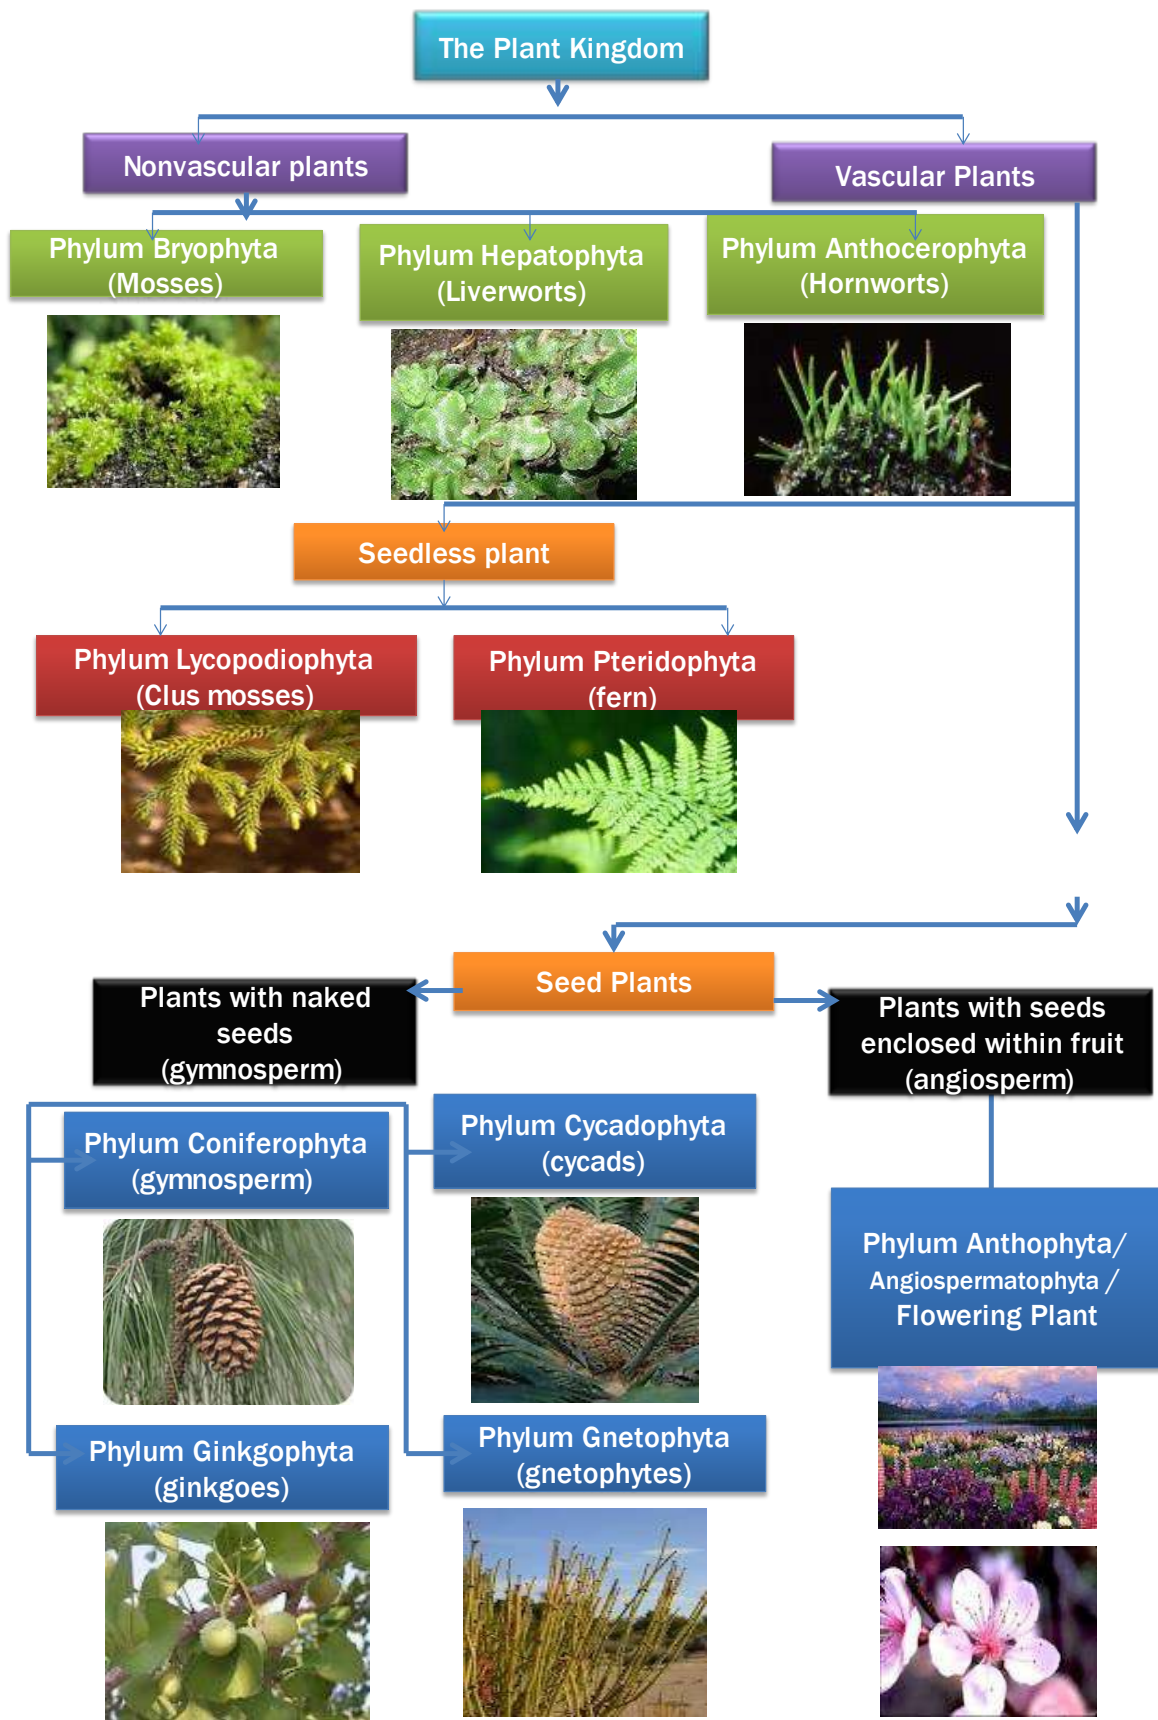 The Plant Kingdom
Nonvascular plants
Vascular Plants
Phylum Bryophyta
(Mosses)
Phylum Hepatophyta
(Liverworts)
Phylum Anthocerophyta
(Hornworts)
Seedless plant
Phylum Lycopodiophyta
(Clus mosses)
Phylum Pteridophyta
(fern)
Seed Plants
Plants with naked
seeds
(gymnosperm)
Plants with seeds
enclosed within fruit
(angiosperm)
Phylum Coniferophyta
(gymnosperm)
Phylum Cycadophyta
(cycads)
Phylum Anthophyta/
Angiospermatophyta /
Flowering Plant
Phylum Ginkgophyta
(ginkgoes)
Phylum Gnetophyta
(gnetophytes)